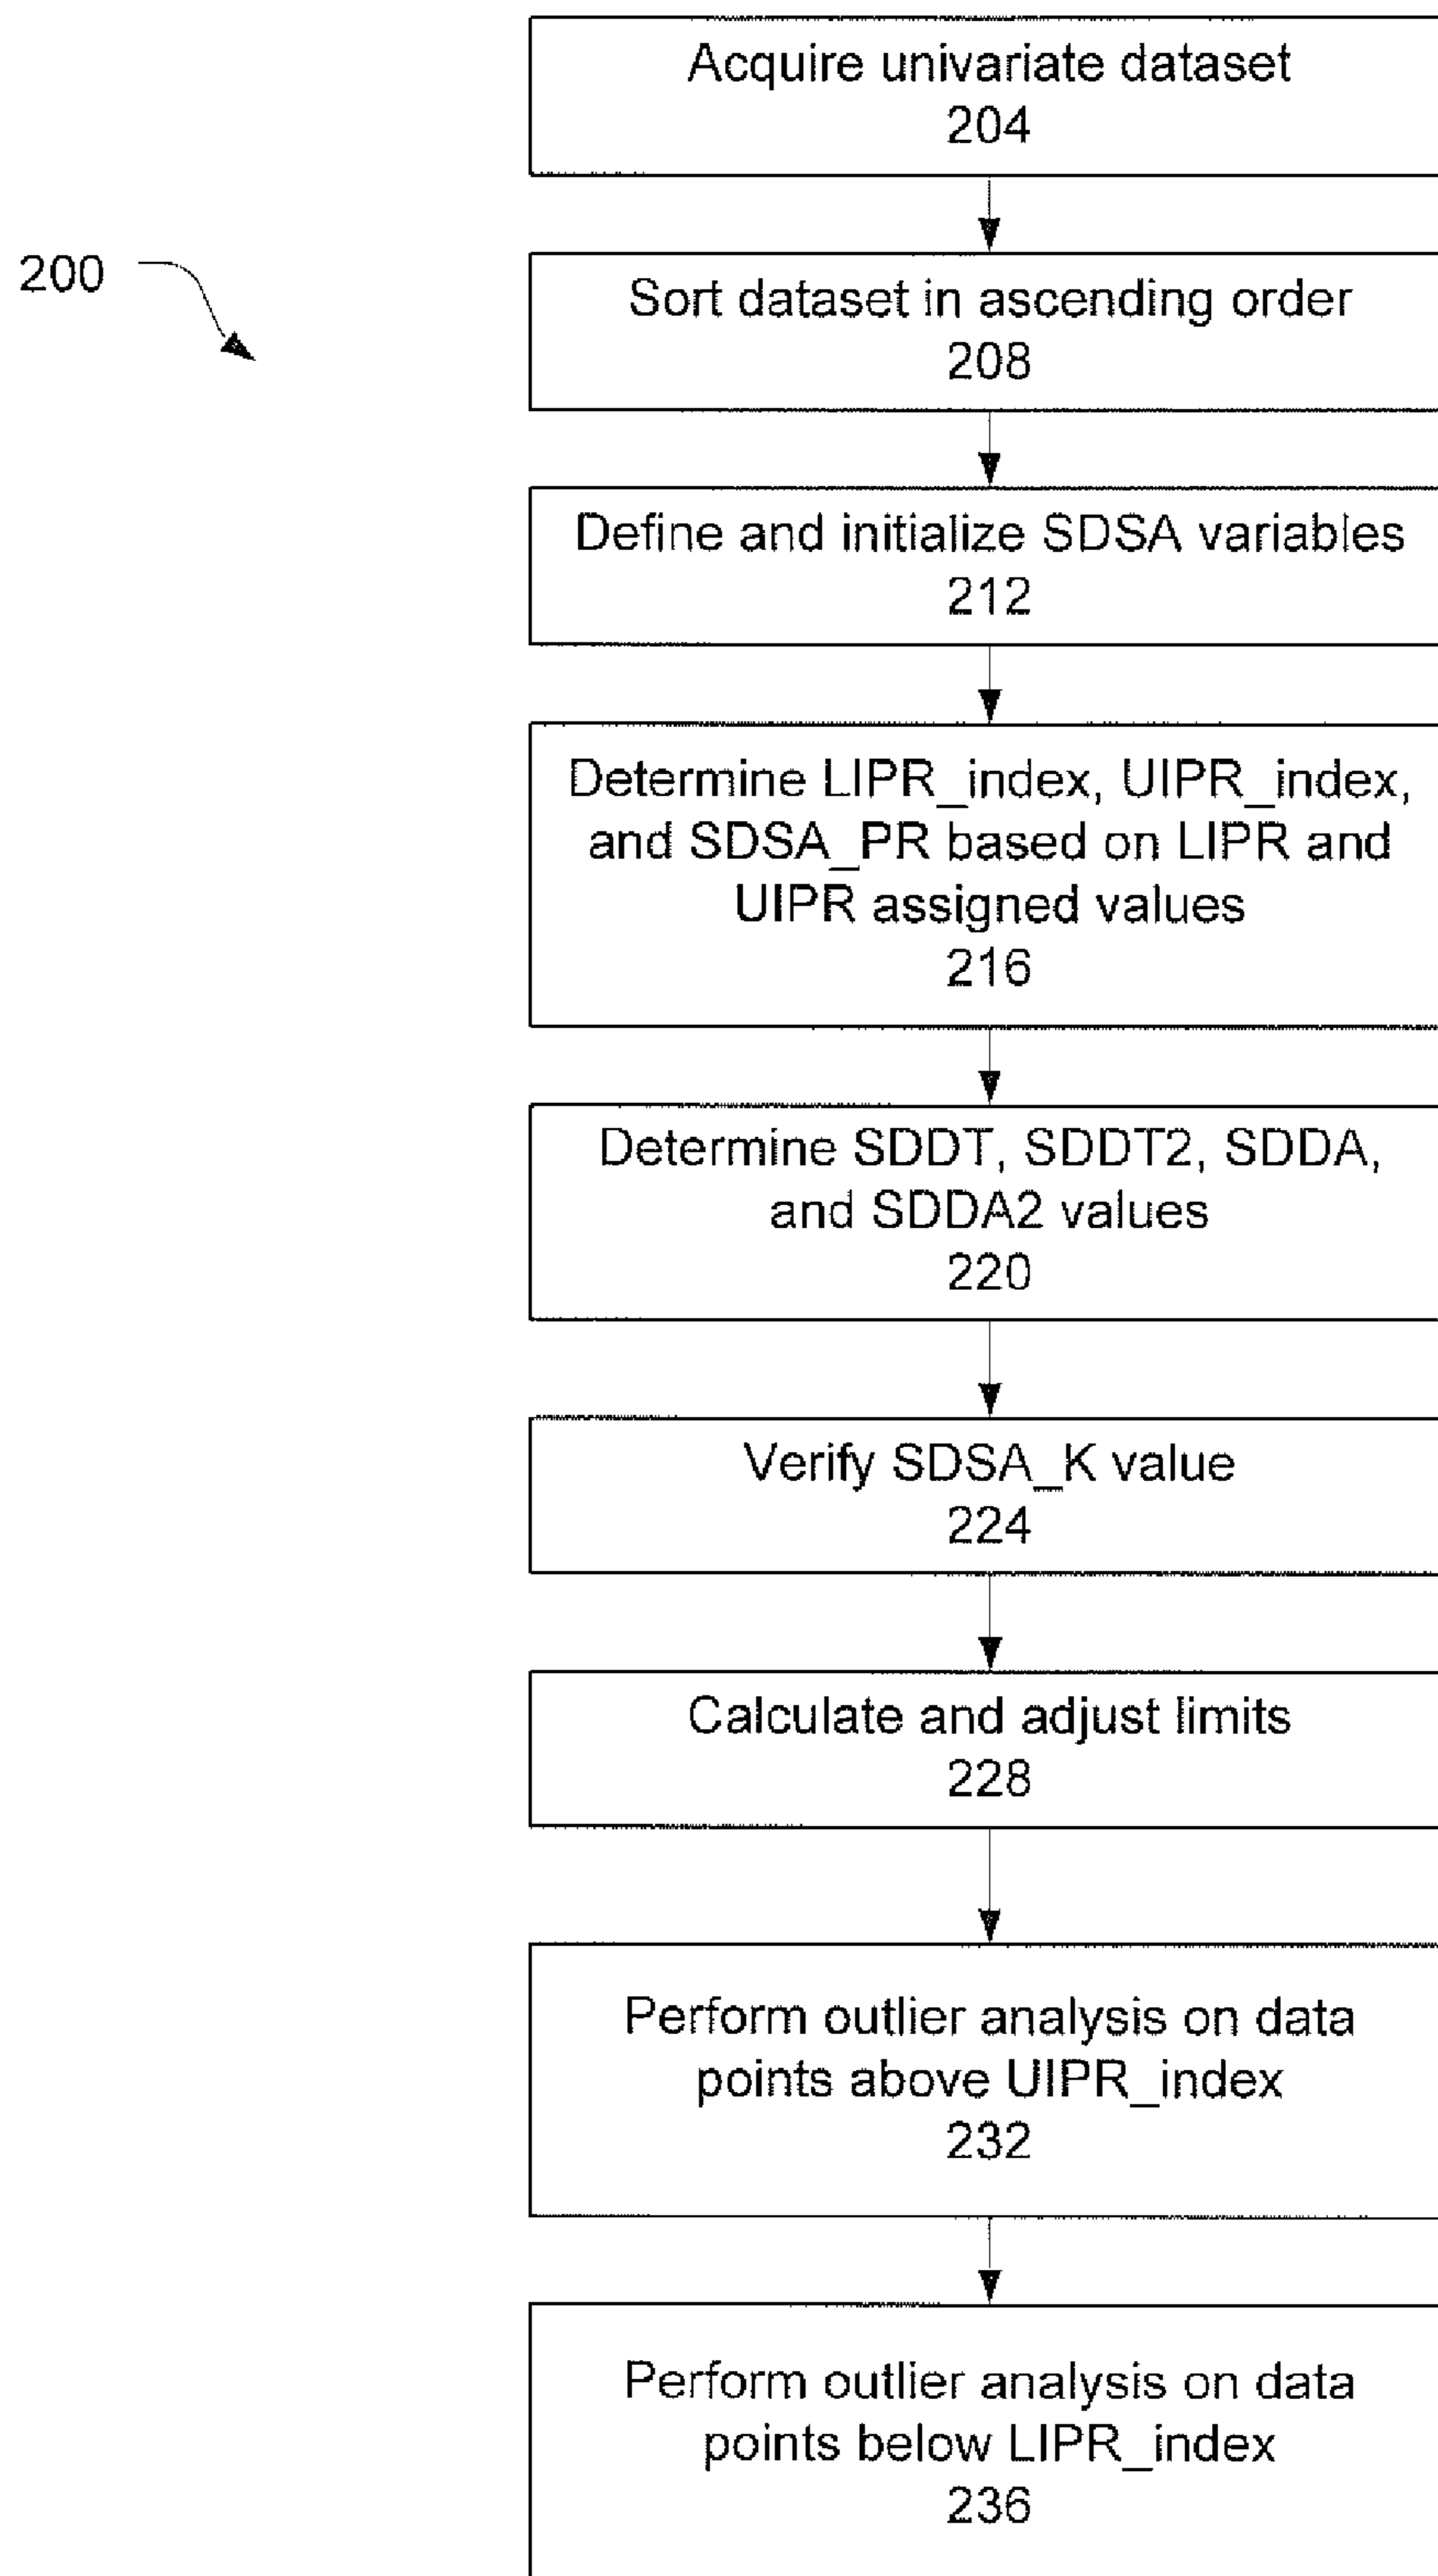 Acquire univariate dataset
204
200
Sort dataset in ascending order
208
Define and initialize SDSA variables
212
Determine LIPR_index, UIPR_index,
and SDSA_PR based on LIPR and
UIPR assigned values
216
Determine SDDT, SDDT2, SDDA,
and SDDA2 values
220
Verify SDSA_K value
224
Calculate and adjust limits
228
Perform outlier analysis on data
points above UIPR_index
232
Perform outlier analysis on data
points below LIPR_index
236